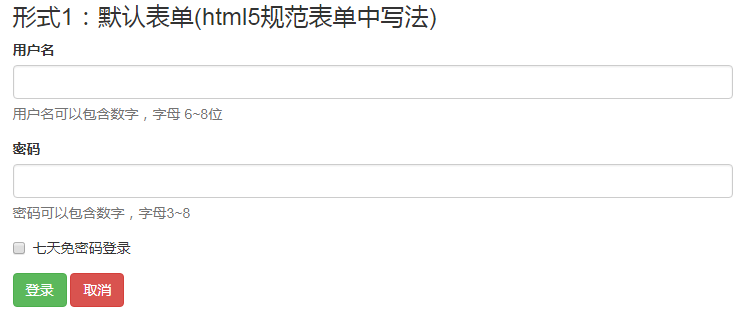 形式1：默认表单(html5规范表单中写法)
用户名
用户名可以包含数字，字母 6~8位
密码
密码可以包含数字，字母3~8
七天免密码登录
登录 取消